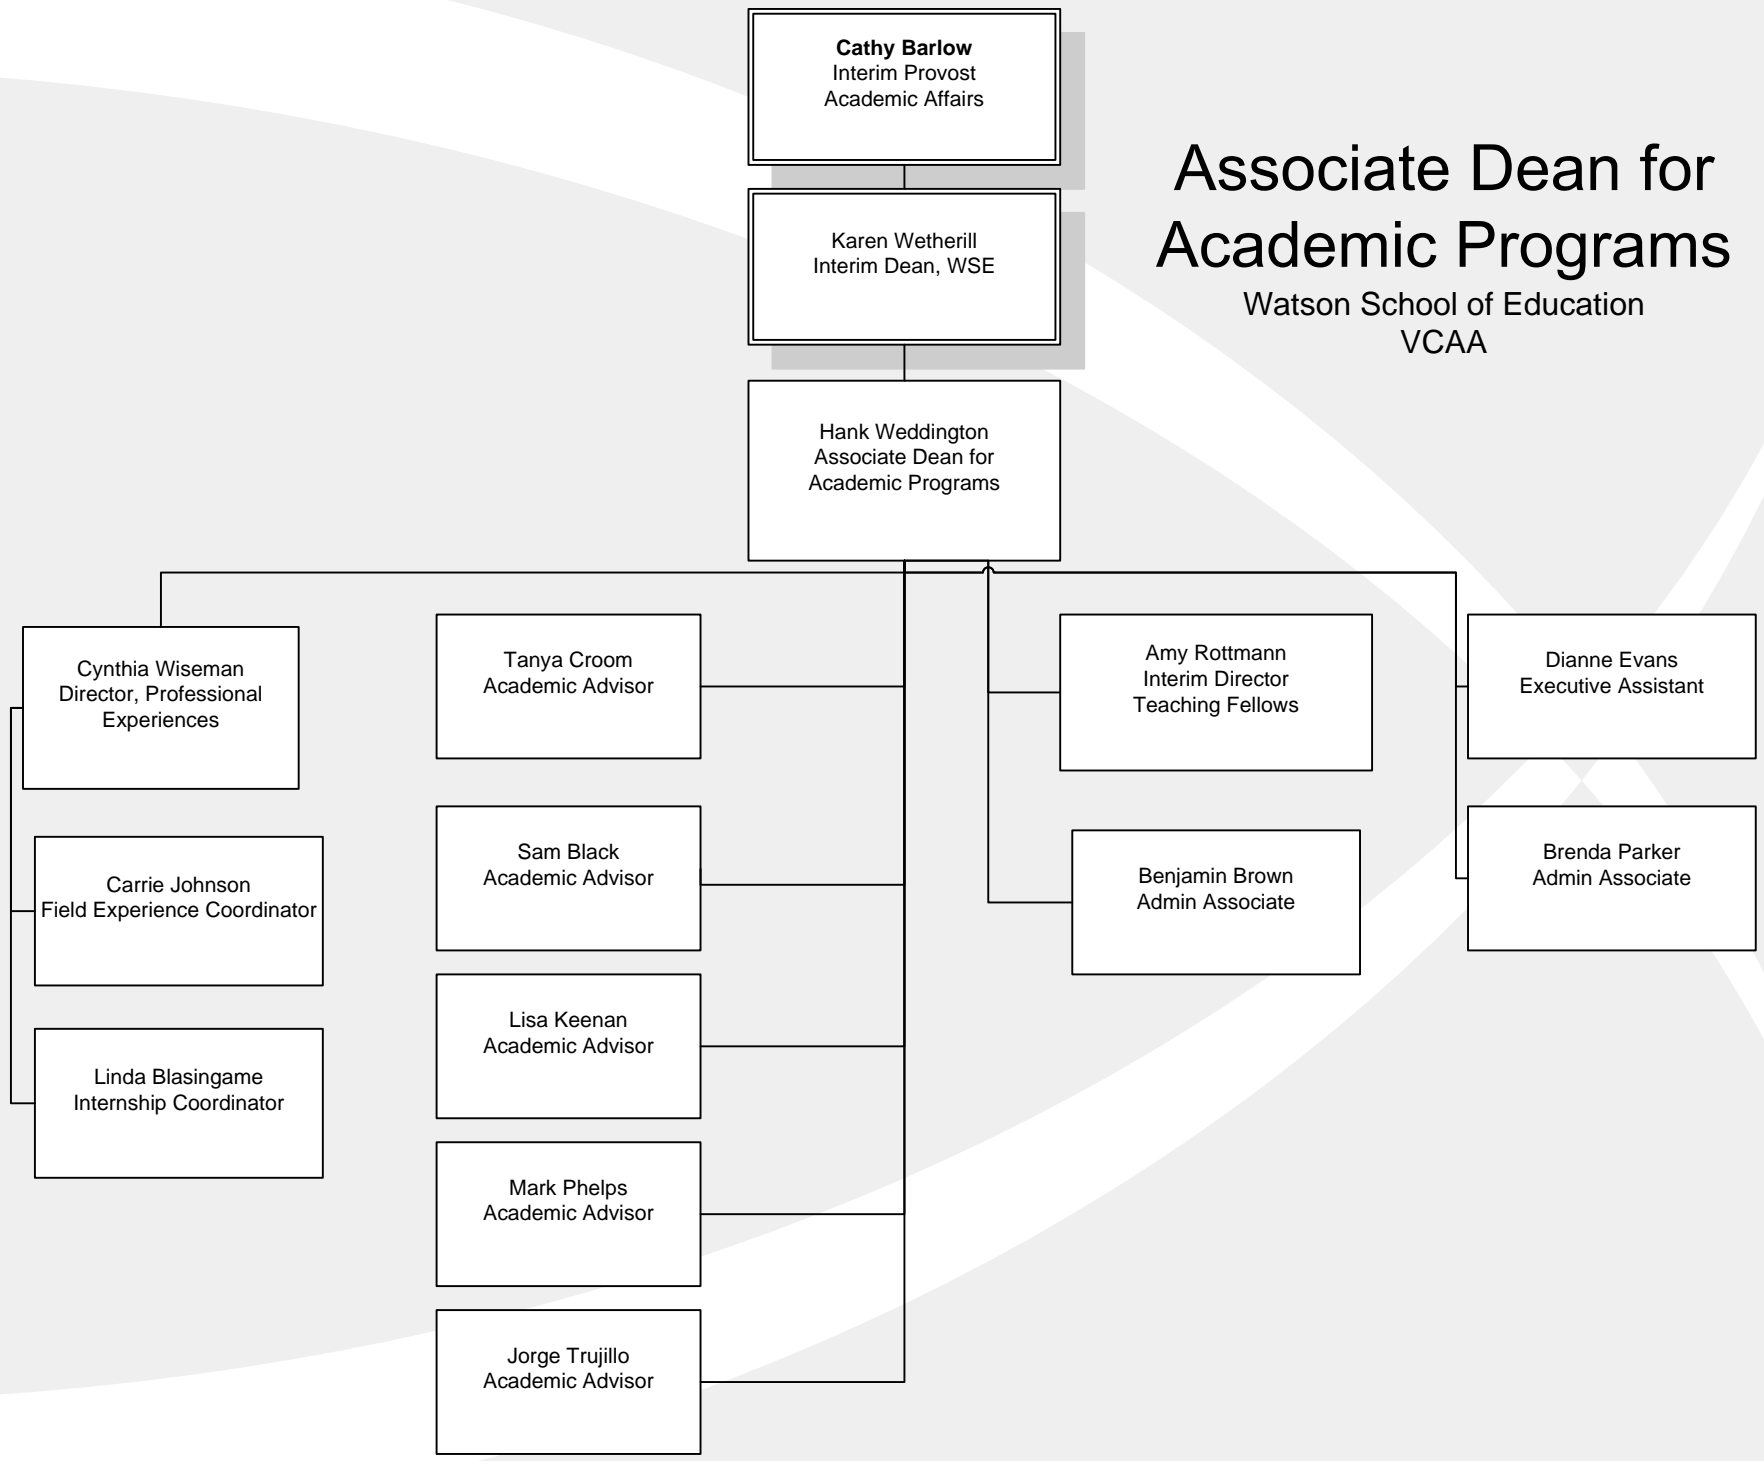 Cathy Barlow
Interim Provost
Academic Affairs
Associate Dean for
Academic Programs
Watson School of Education
VCAA
Karen Wetherill
Interim Dean, WSE
Hank Weddington
Associate Dean for
Academic Programs
Cynthia Wiseman
Director, Professional
Experiences
Carrie Johnson
Field Experience Coordinator
Linda Blasingame
Internship Coordinator
Tanya Croom
Academic Advisor
Sam Black
Academic Advisor
Lisa Keenan
Academic Advisor
Mark Phelps
Academic Advisor
Jorge Trujillo
Academic Advisor
Amy Rottmann
Interim Director
Teaching Fellows
Benjamin Brown
Admin Associate
Dianne Evans
Executive Assistant
Brenda Parker
Admin Associate